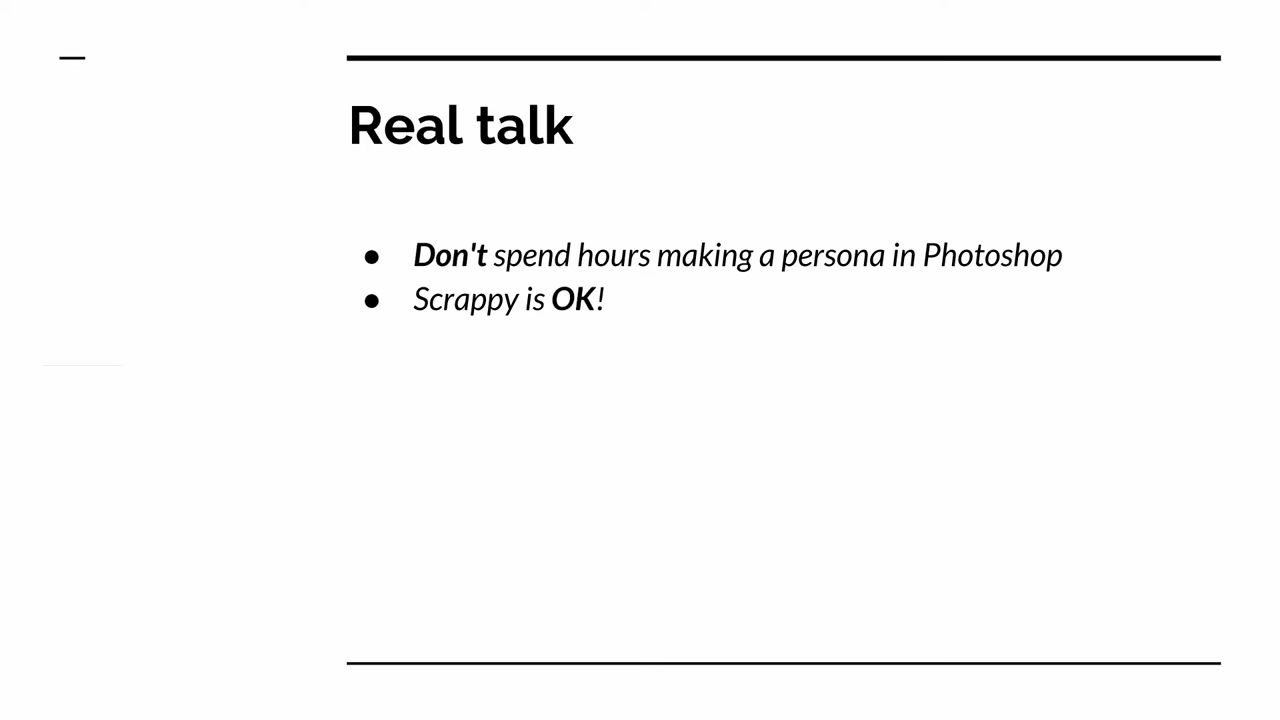 Real talk
● Don't spend hours making a persona in Photoshop
● Scrappy is OK!